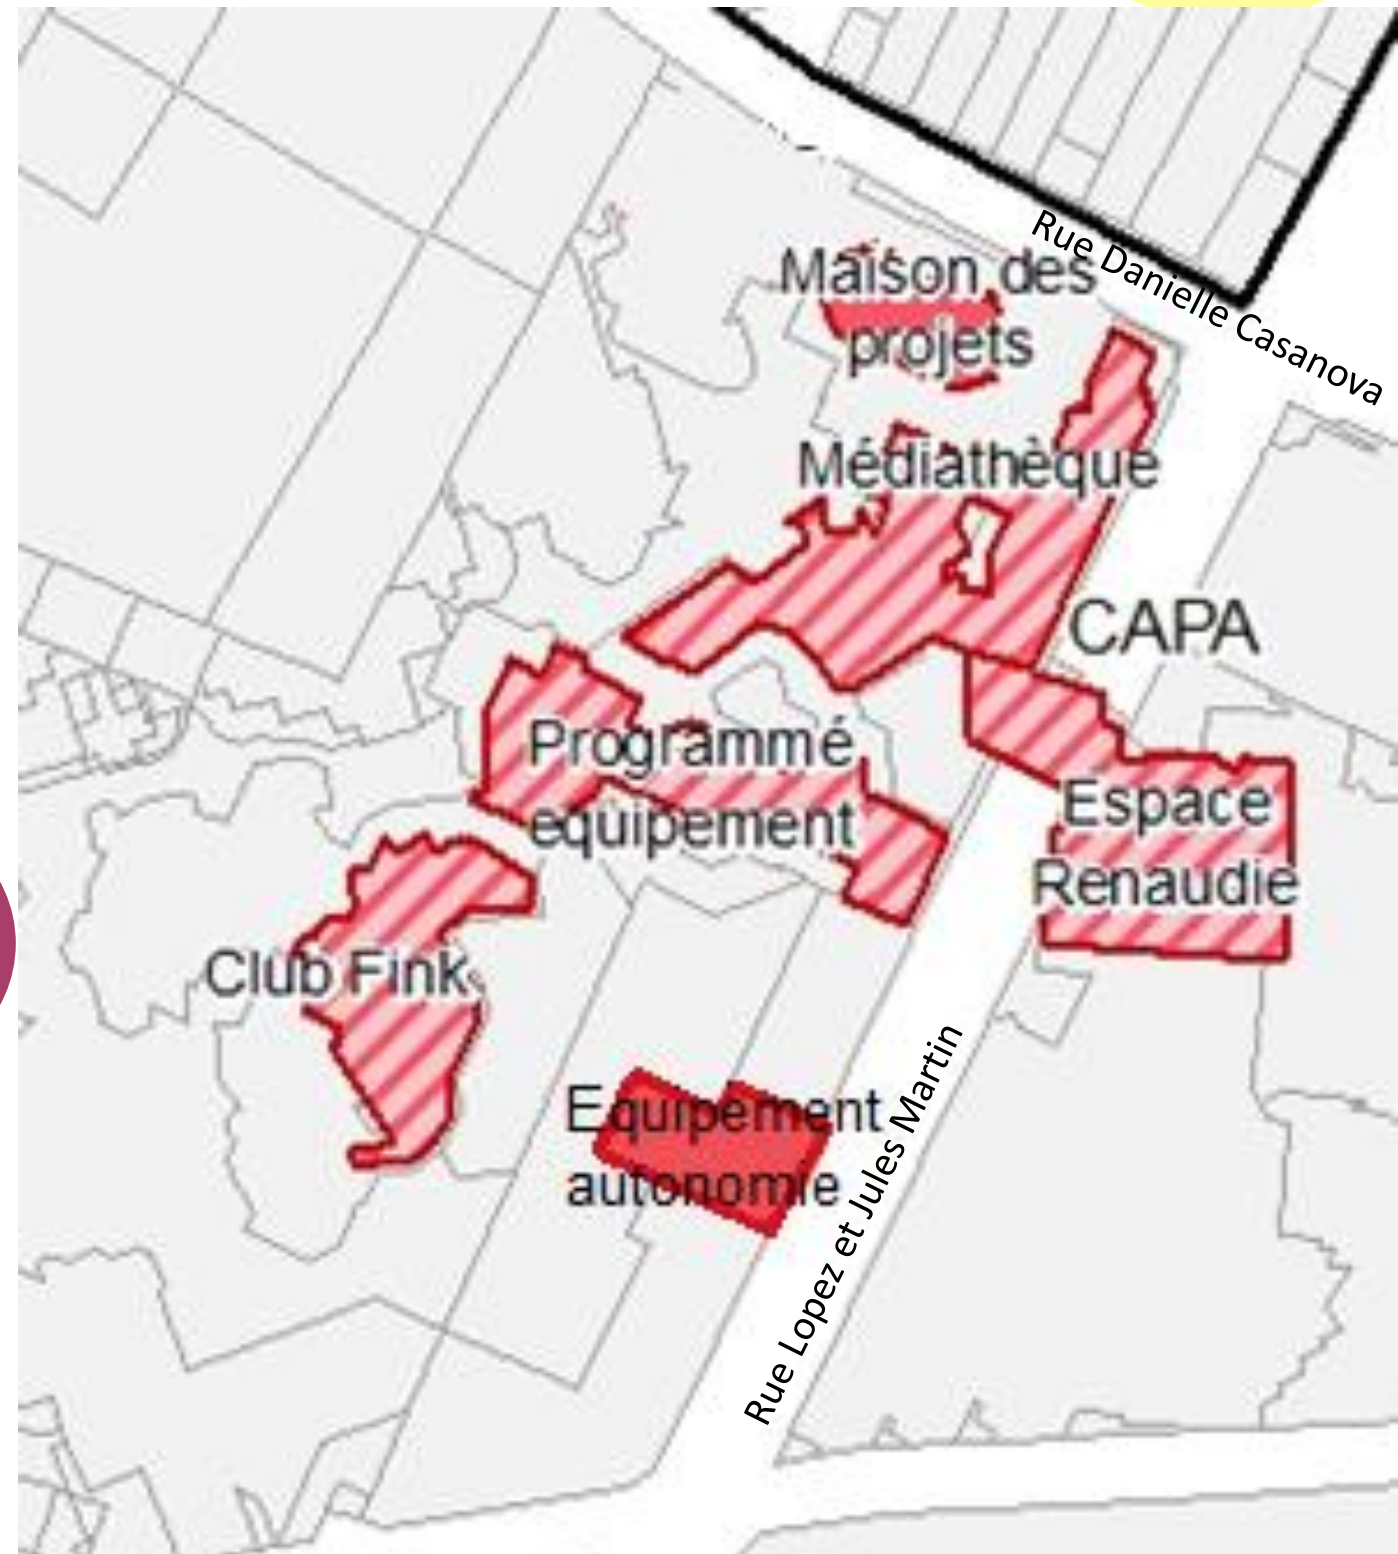 Rue Danielle Casanova
Maison des
projets
Médiathèque
CAPA
Programmé
equipement
Espace
Renaudie
Club Fink
Equipement
autonomie
Rue Lopez et Jules Martin